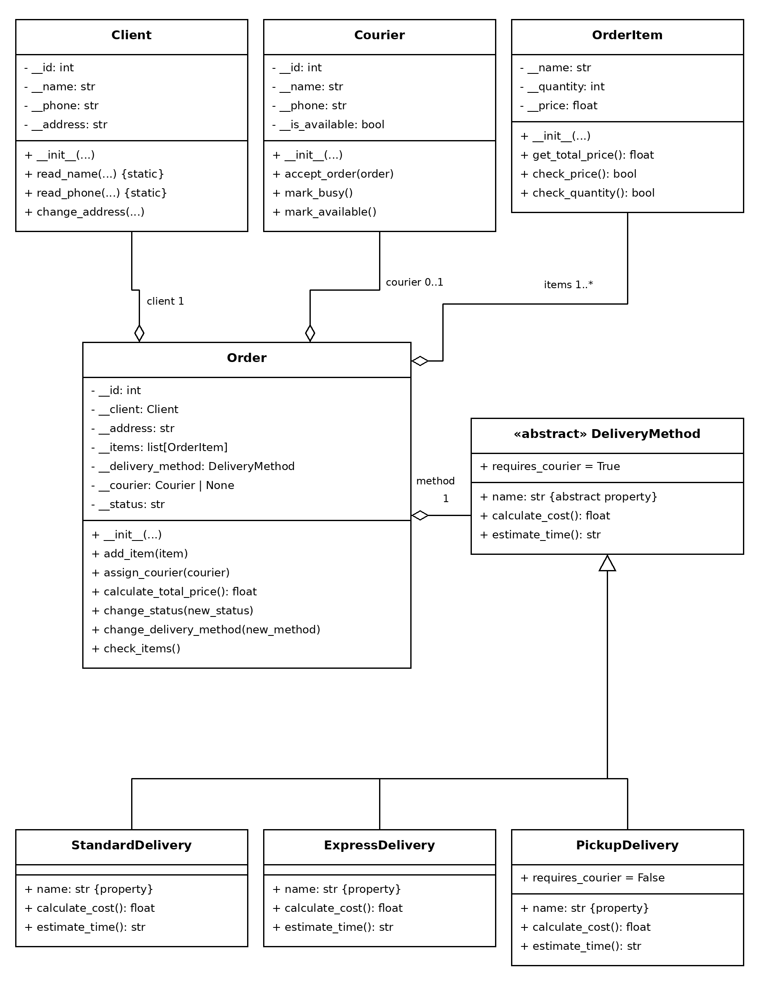 Client
- __id: int
- __name: str
- __phone: str
- __address: str
+ __init__(...)
+ read_name(...) {static}
+ read_phone(...) {static}
+ change_address(...)
Courier
- __id: int
- __name: str
- __phone: str
- __is_available: bool
+ __init__(...)
+ accept_order(order)
+ mark_busy()
+ mark_available()
OrderItem
- __name: str
- __quantity: int
- __price: float
+ __init__(...)
+ get_total_price(): float
+ check_price(): bool
+ check_quantity(): bool
client 1
courier 0..1
items 1..*
Order
- __id: int
- __client: Client
- __address: str
- __items: list[OrderItem]
- __delivery_method: DeliveryMethod
- __courier: Courier | None
- __status: str
+ __init__(...)
+ add_item(item)
+ assign_courier(courier)
+ calculate_total_price(): float
+ change_status(new_status)
+ change_delivery_method(new_method)
+ check_items()
method
1
«abstract» DeliveryMethod
+ requires_courier = True
+ name: str {abstract property}
+ calculate_cost(): float
+ estimate_time(): str
StandardDelivery
+ name: str {property}
+ calculate_cost(): float
+ estimate_time(): str
ExpressDelivery
+ name: str {property}
+ calculate_cost(): float
+ estimate_time(): str
PickupDelivery
+ requires_courier = False
+ name: str {property}
+ calculate_cost(): float
+ estimate_time(): str